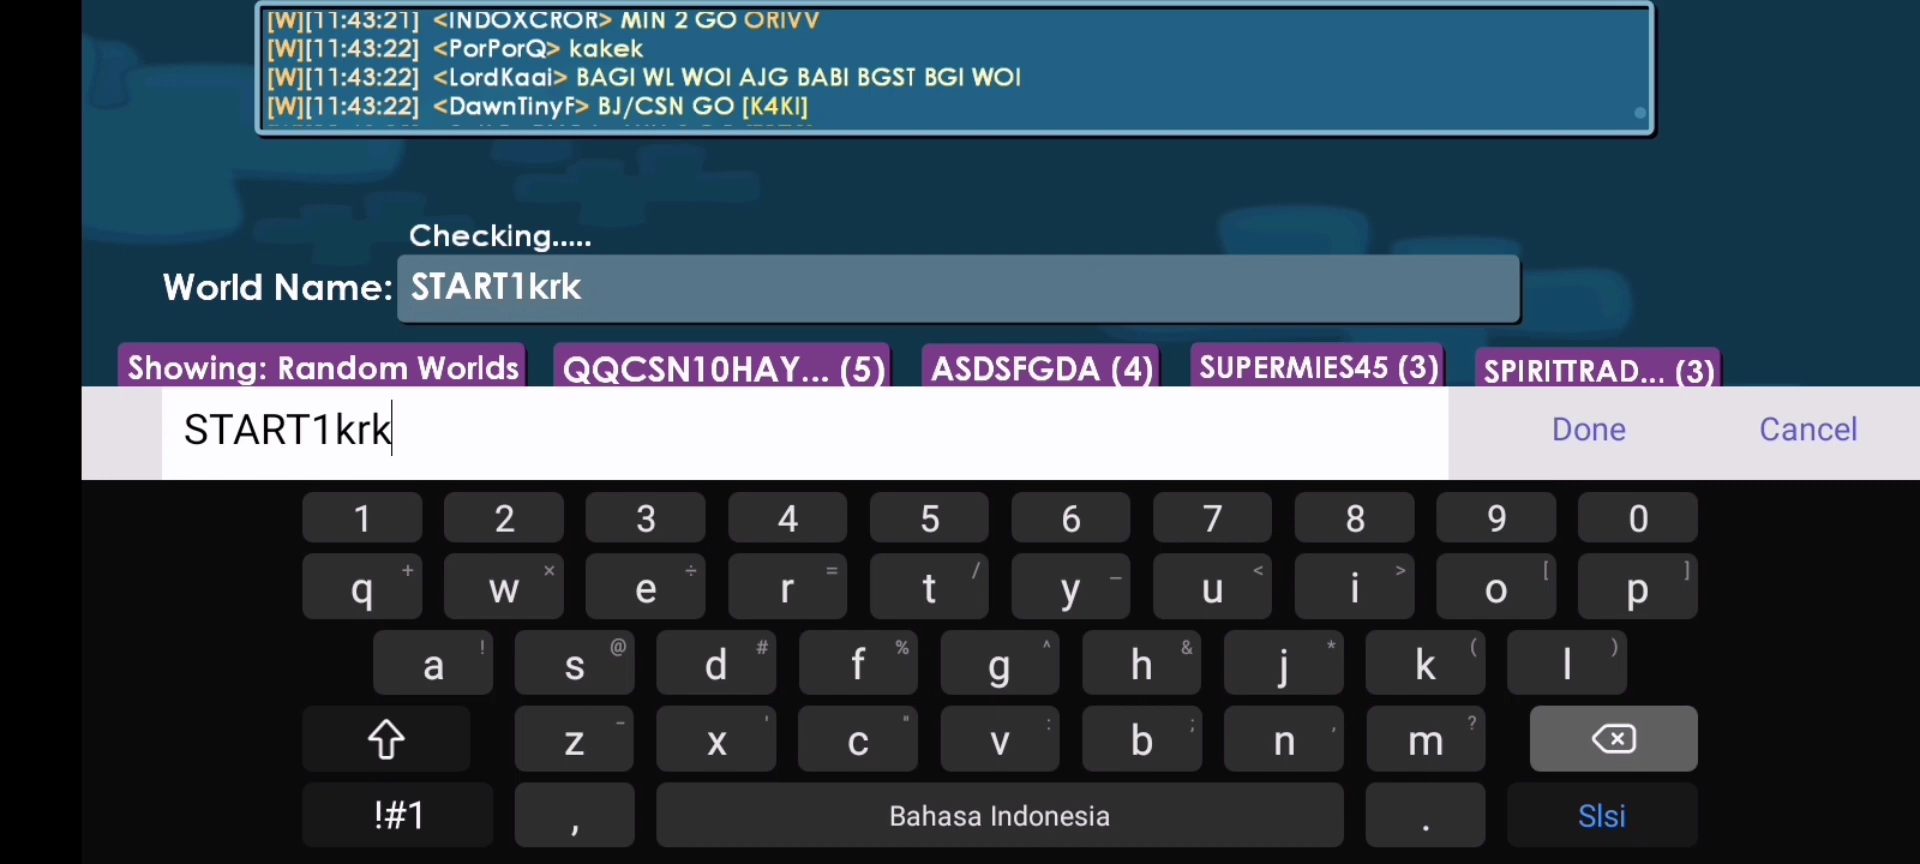 [W][11:43:21] <INDOXCROR> MIN 2 GO ORIVV
[W][11:43:22] <PorPorQ> kakek
[W][11:43:22] <LordKaai> BAGI WL WOI AJG BABI BGST BGI WOI
[W][11:43:22] <DawnTinyF> BJ/CSN GO [K4KI]
Checking.....
World Name: START1krk
Showing: Random Worlds QQCSN10HAY... (5) ASDSFGDA (4) SUPERMIES45 (3) SPIRITTRAD... (3)
START1krk Done Cancel
1 2 3 4 5 6 7 8 9 0
q + w × e ÷ r = t / y _ u < i > o [ p ]
a ! s @ d # f % g ^ h & j * k ( l )
z - x ' c " v : b ; n , m ?
!#1 , Bahasa Indonesia . Slsi